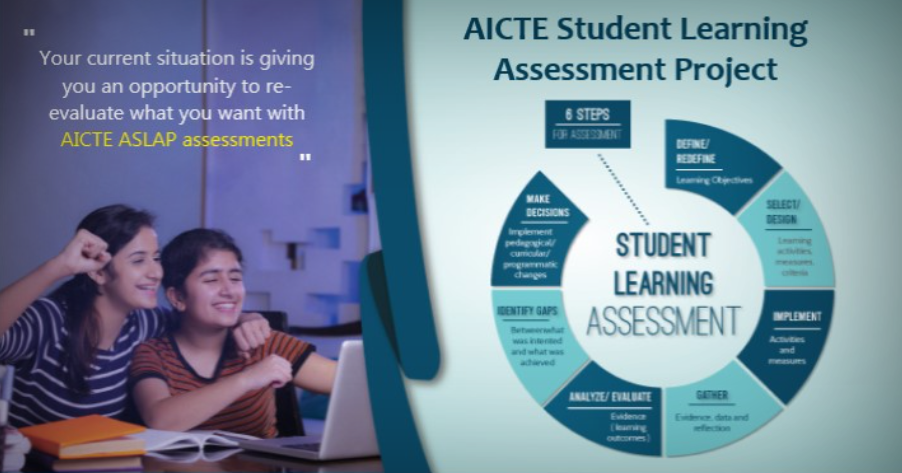 "
Your current situation is giving
you an opportunity to re-
evaluate what you want with
AICTE ASLAP assessments
"
AICTE Student Learning
Assessment Project
6 STEPS
FOR ASSESSMENT
STUDENT
LEARNING
ASSESSMENT
DEFINE/
REDEFINE
Learning Objectives
SELECT/
DESIGN
Learning
activities,
measures,
criteria
IMPLEMENT
Activities
and
measures
GATHER
Evidence, data and
reflection
ANALYZE/ EVALUATE
Evidence
(learning
outcomes)
IDENTIFY GAPS
Between what
was intented
and what was
achieved
MAKE
DECISIONS
Implement
pedagogical/
curricular/
programmatic
changes